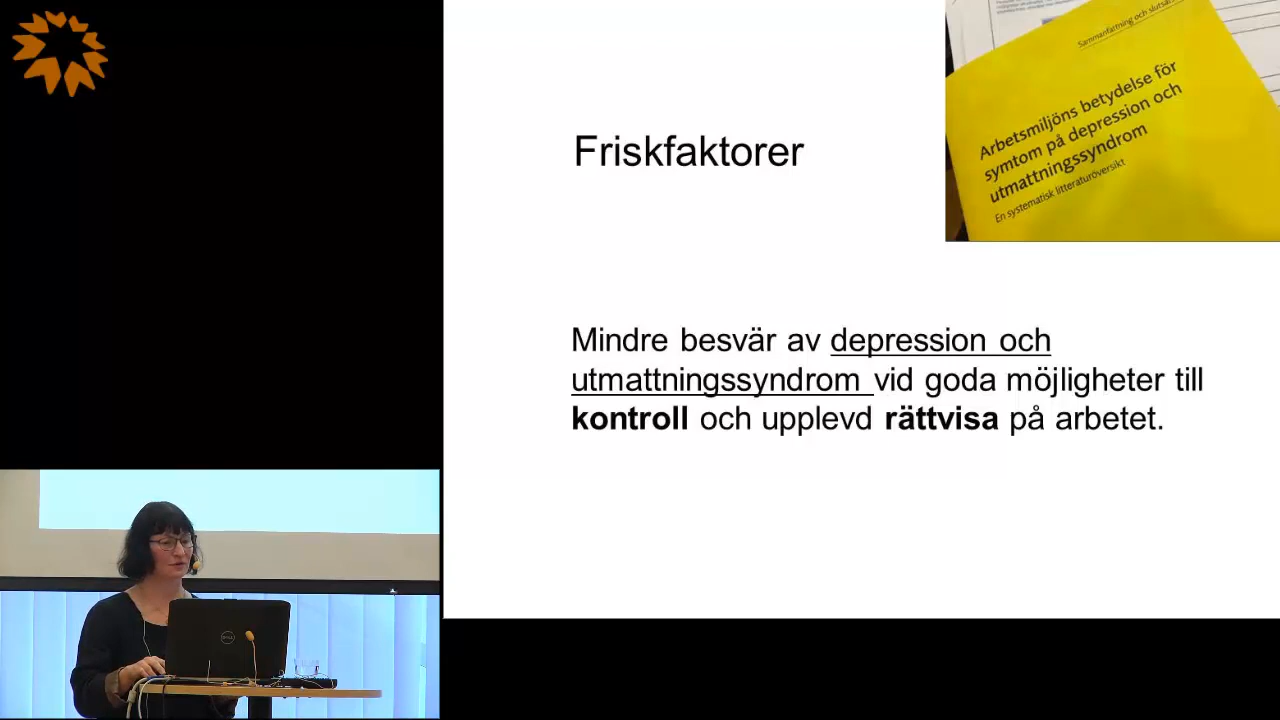 Friskfaktorer
Sammanfattning och
Arbetsmiljöns betydelse för
symtom på depression och
utmattningssyndrom
En systematisk litteraturöversikt
Mindre besvär av depression och
utmattningssyndrom vid goda möjligheter till
kontroll och upplevd rättvisa på arbetet.
DELL